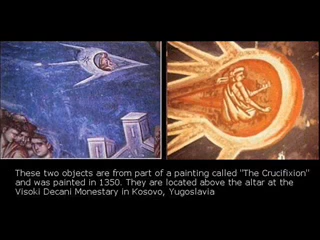 These two objects are from part of a painting called "The Crucifixion"
and was painted in 1350. They are located above the altar at the
Visoki Decani Monestary in Kosovo, Yugoslavia